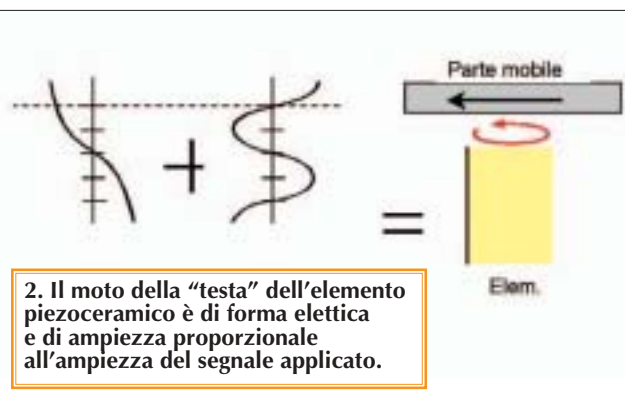 Parte mobile
+
=
Elem.
2. Il moto della “testa” dell’elemento
piezoceramico è di forma elettica
e di ampiezza proporzionale
all’ampiezza del segnale applicato.